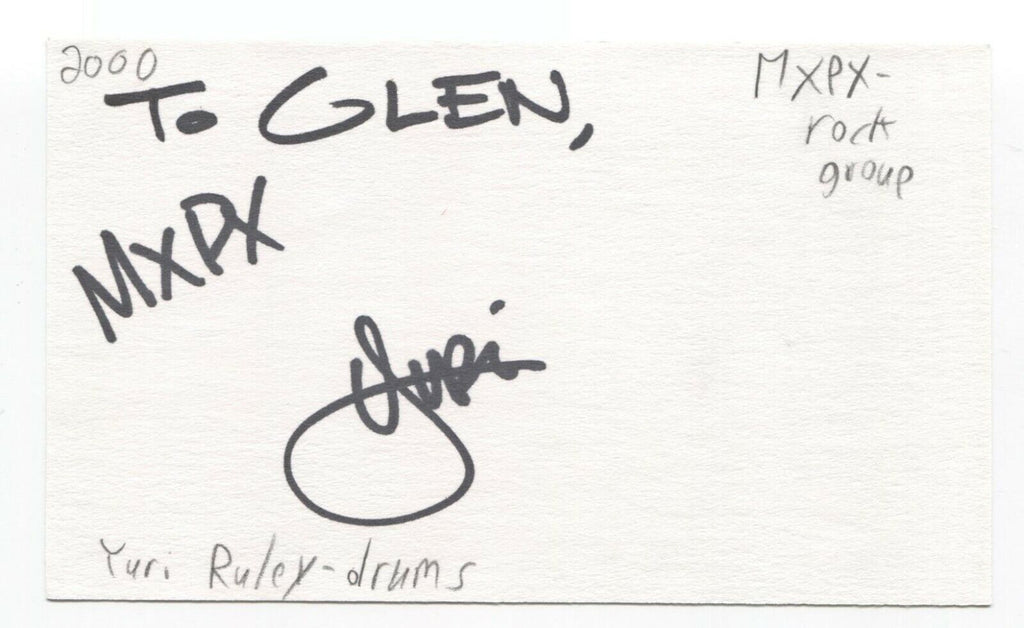 2000
To GLEN,
MXPX-
rock
group
MXPX
Yuri
Yuri Ruley-drums